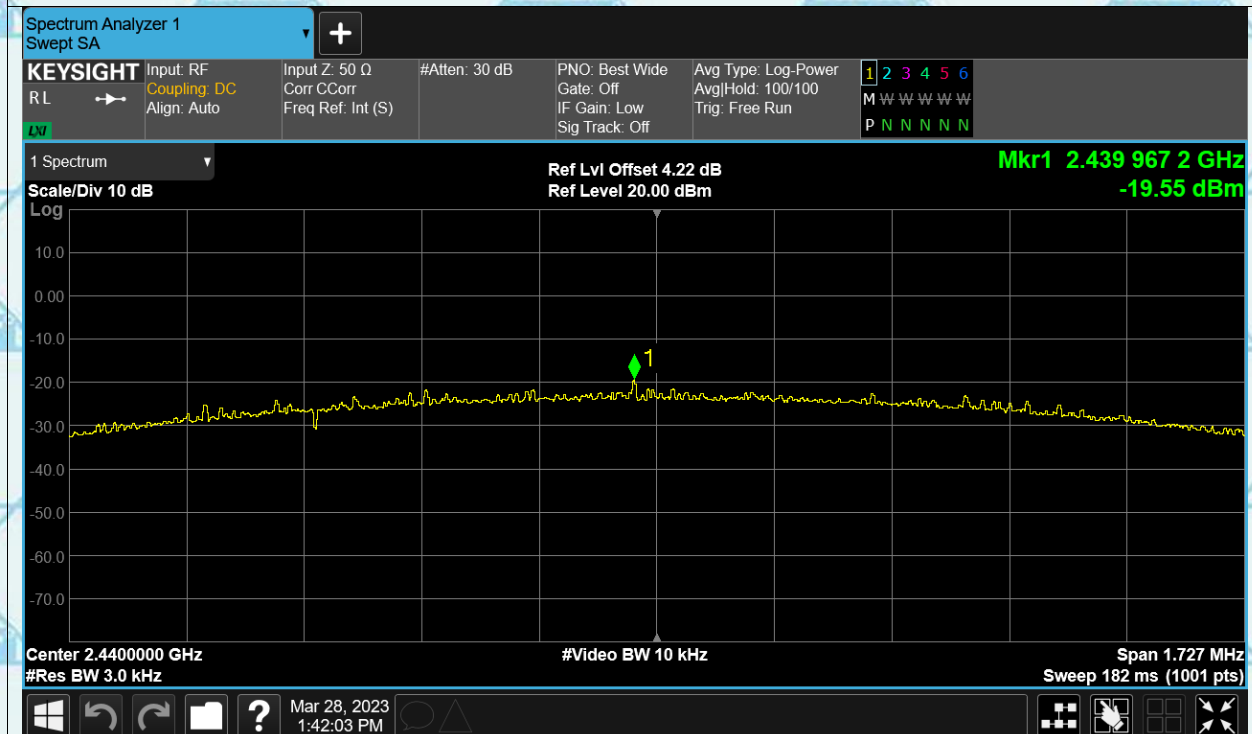 Spectrum Analyzer 1
Swept SA
+
KEYSIGHT
RL
LXI
Input: RF
Coupling: DC
Align: Auto
Input Z: 50 Ω
Corr CCorr
Freq Ref: Int (S)
#Atten: 30 dB
PNO: Best Wide
Gate: Off
IF Gain: Low
Sig Track: Off
Avg Type: Log-Power
Avg|Hold: 100/100
Trig: Free Run
1 2 3 4 5 6
M W W W W W
P N N N N N
1 Spectrum
Scale/Div 10 dB
Ref Lvl Offset 4.22 dB
Ref Level 20.00 dBm
Mkr1 2.439 967 2 GHz
-19.55 dBm
Log
10.0
0.00
-10.0
1
-20.0
-30.0
-40.0
-50.0
-60.0
-70.0
Center 2.4400000 GHz
#Video BW 10 kHz
Span 1.727 MHz
#Res BW 3.0 kHz
Sweep 182 ms (1001 pts)
?
Mar 28, 2023
1:42:03 PM